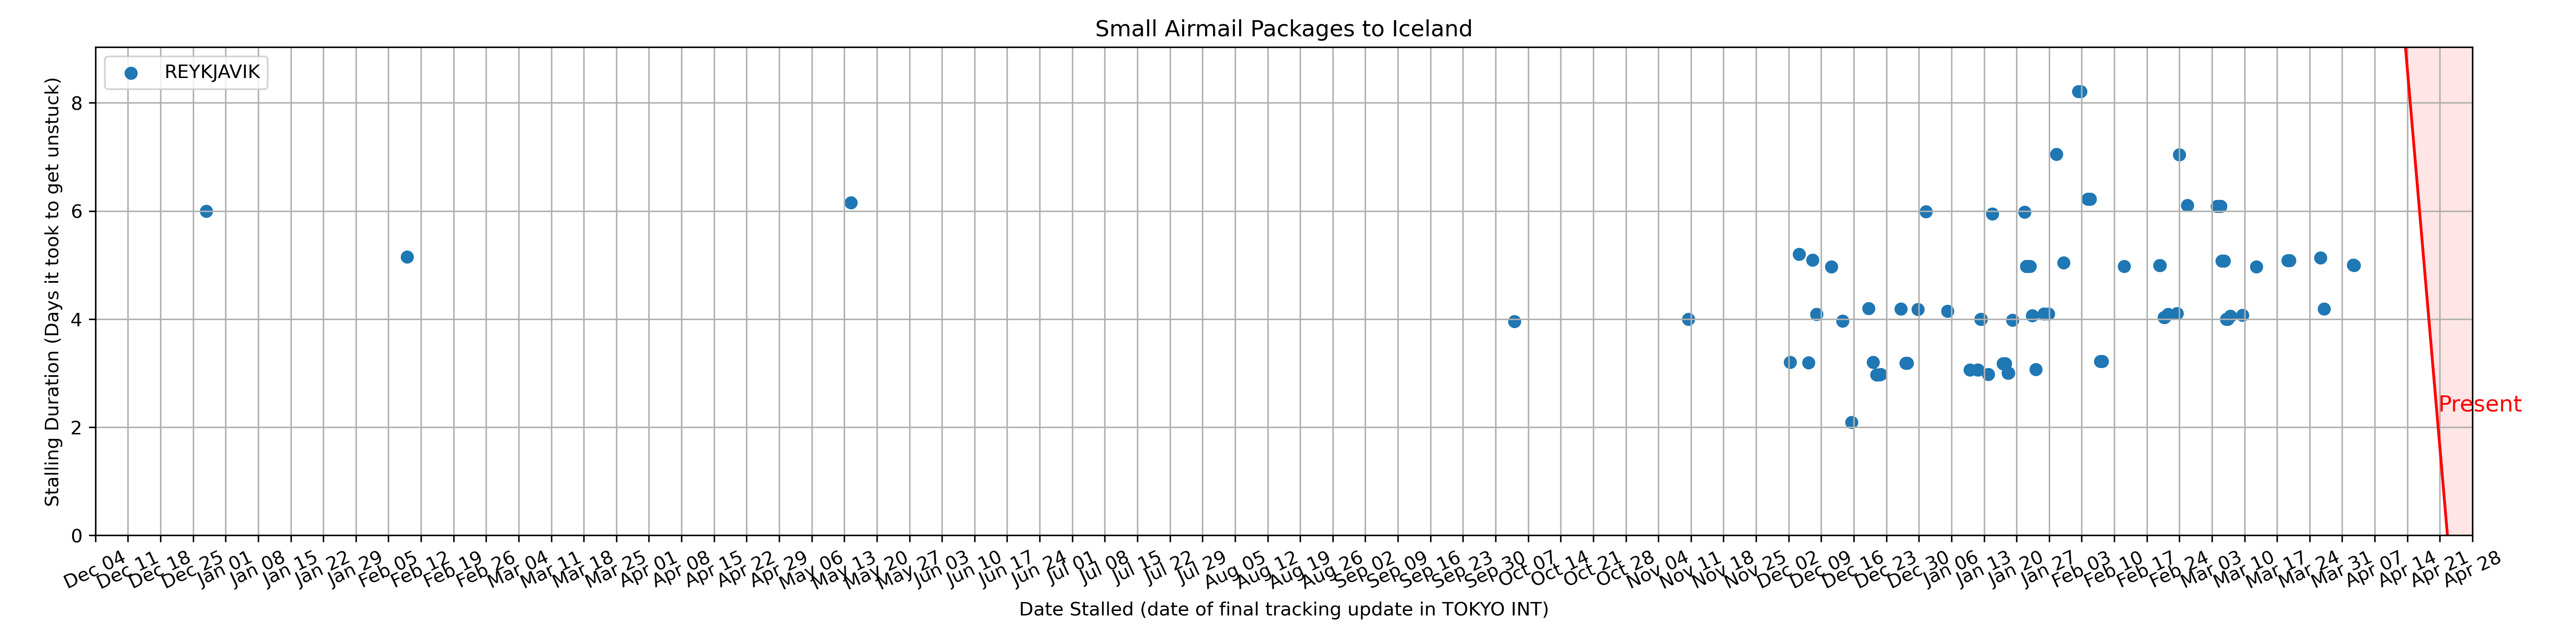 Small Airmail Packages to Iceland
REYKJAVIK
Stalling Duration (Days it took to get unstuck)
8
6
4
2
0
Present
Dec 04
Dec 11
Dec 18
Dec 25
Jan 01
Jan 08
Jan 15
Jan 22
Jan 29
Feb 05
Feb 12
Feb 19
Feb 26
Mar 04
Mar 11
Mar 18
Mar 25
Apr 01
Apr 08
Apr 15
Apr 22
Apr 29
May 06
May 13
May 20
May 27
Jun 03
Jun 10
Jun 17
Jun 24
Jul 01
Jul 08
Jul 15
Jul 22
Jul 29
Aug 05
Aug 12
Aug 19
Aug 26
Sep 02
Sep 09
Sep 16
Sep 23
Sep 30
Oct 07
Oct 14
Oct 21
Oct 28
Nov 04
Nov 11
Nov 18
Nov 25
Dec 02
Dec 09
Dec 16
Dec 23
Dec 30
Jan 06
Jan 13
Jan 20
Jan 27
Feb 03
Feb 10
Feb 17
Feb 24
Mar 03
Mar 10
Mar 17
Mar 24
Mar 31
Apr 07
Apr 14
Apr 21
Apr 28
Date Stalled (date of final tracking update in TOKYO INT)